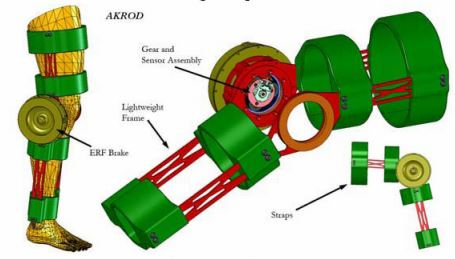 AKROD
Gear and
Sensor Assembly
Lightweight
Frame
ERF Brake
Straps